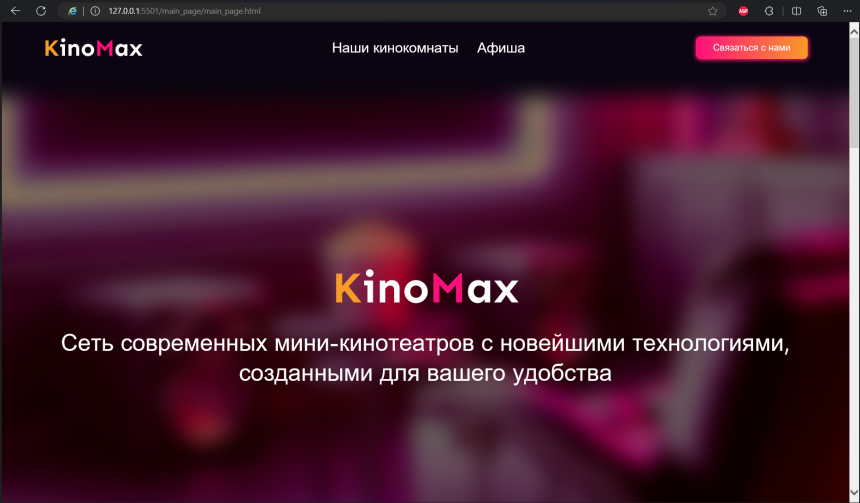 127.0.0.1:5501/main_page/main_page.html
KinoMax
Наши кинокомнаты
Афиша
Связаться с нами
KinoMax
Сеть современных мини-кинотеатров с новейшими технологиями,
созданными для вашего удобства